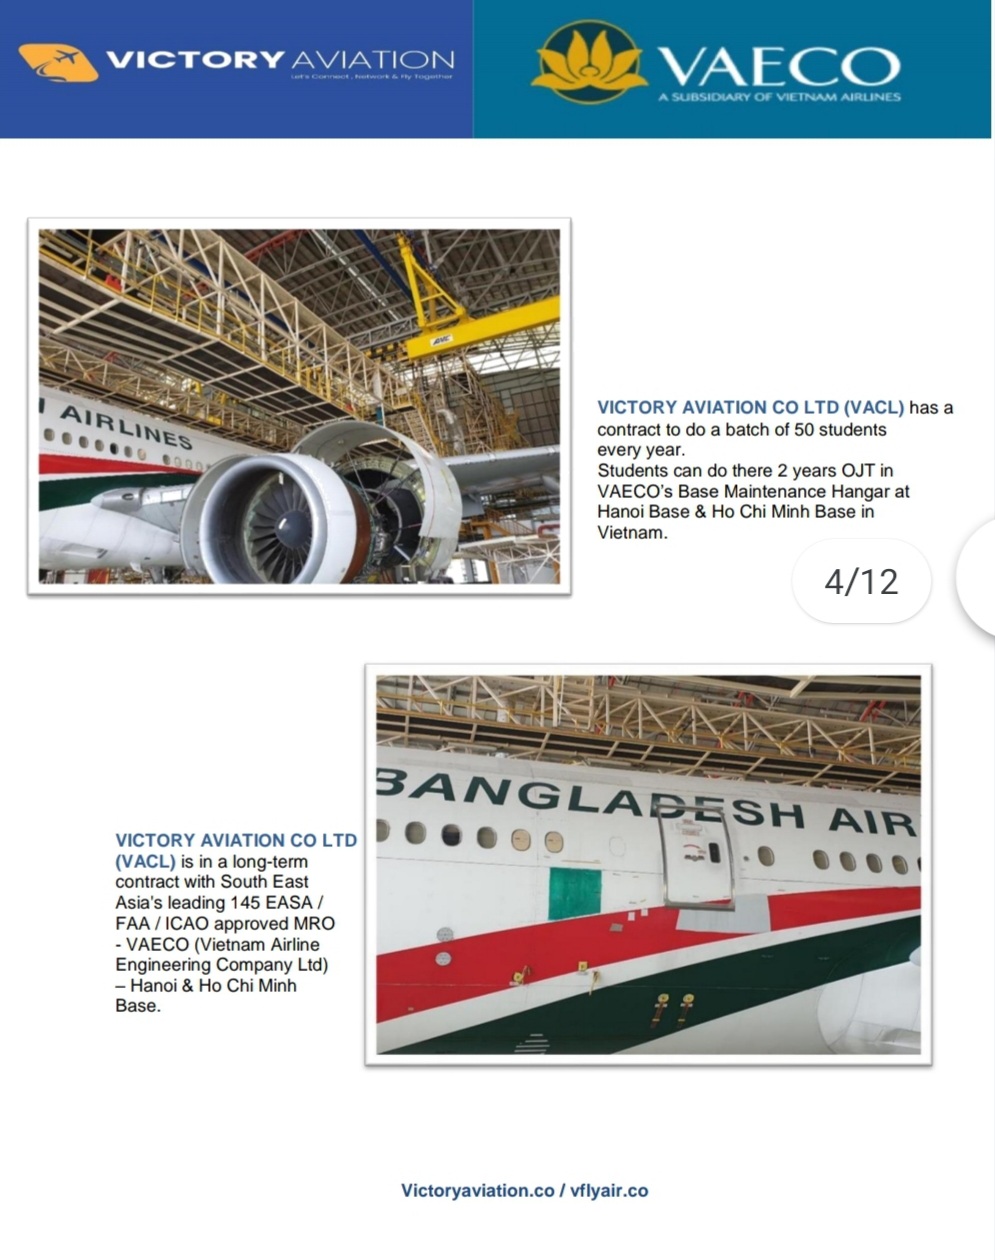 VICTORY AVIATION
Let's Connect, Network & Fly Together
VAECO
A SUBSIDIARY OF VIETNAM AIRLINES
AMC
AIRLINES
VICTORY AVIATION CO LTD (VACL) has a
contract to do a batch of 50 students
every year.
Students can do there 2 years OJT in
VAECO's Base Maintenance Hangar at
Hanoi Base & Ho Chi Minh Base in
Vietnam.
4/12
BANGLADESH AIR
VICTORY AVIATION CO LTD
(VACL) is in a long-term
contract with South East
Asia's leading 145 EASA /
FAA / ICAO approved MRO
- VAECO (Vietnam Airline
Engineering Company Ltd)
– Hanoi & Ho Chi Minh
Base.
Victoryaviation.co / vflyair.co